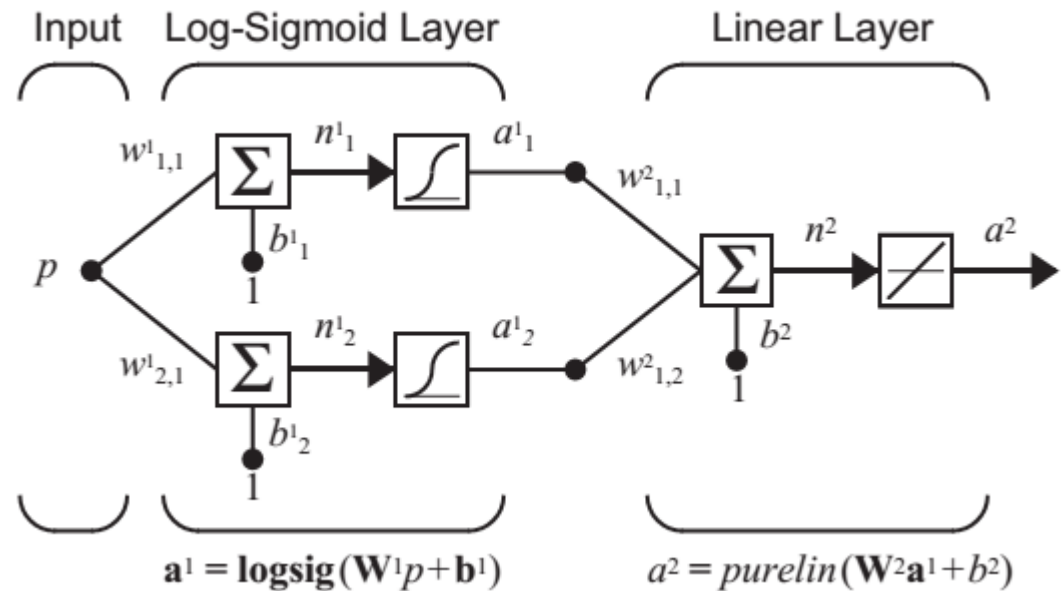 Input Log-Sigmoid Layer Linear Layer
w¹₁,₁ n¹₁ a¹₁ w²₁,₁
Σ
b¹₁
1
p Σ n² a²
b²
1
w¹₂,₁ n¹₂ a¹₂ w²₁,₂
Σ
b¹₂
1
a¹ = logsig(W¹p+b¹) a² = purelin(W²a¹+b²)